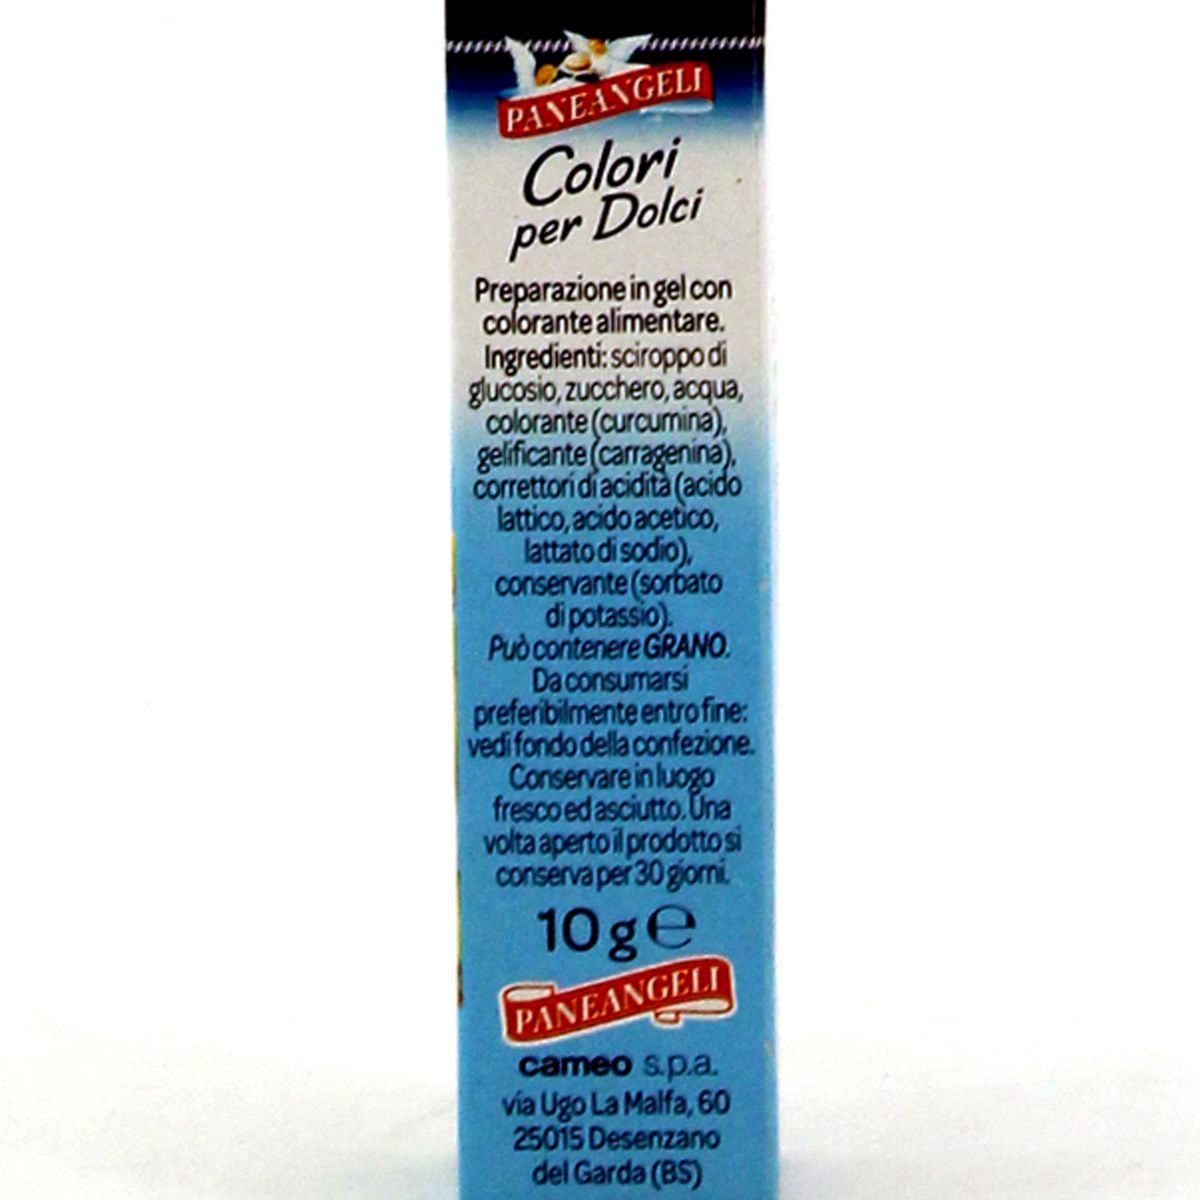 PANEANGELI
Colori
per Dolci
Preparazione in gel con
colorante alimentare.
Ingredienti: sciroppo di
glucosio, zucchero, acqua,
colorante (curcumina),
gelificante (carragenina),
correttori di acidità (acido
lattico, acido acetico,
lattato di sodio),
conservante (sorbato
di potassio).
Può contenere GRANO.
Da consumarsi
preferibilmente entro fine:
vedi fondo della confezione.
Conservare in luogo
fresco ed asciutto. Una
volta aperto il prodotto si
conserva per 30 giorni.
10 g ℮
PANEANGELI
cameo s.p.a.
via Ugo La Malfa, 60
25015 Desenzano
del Garda (BS)